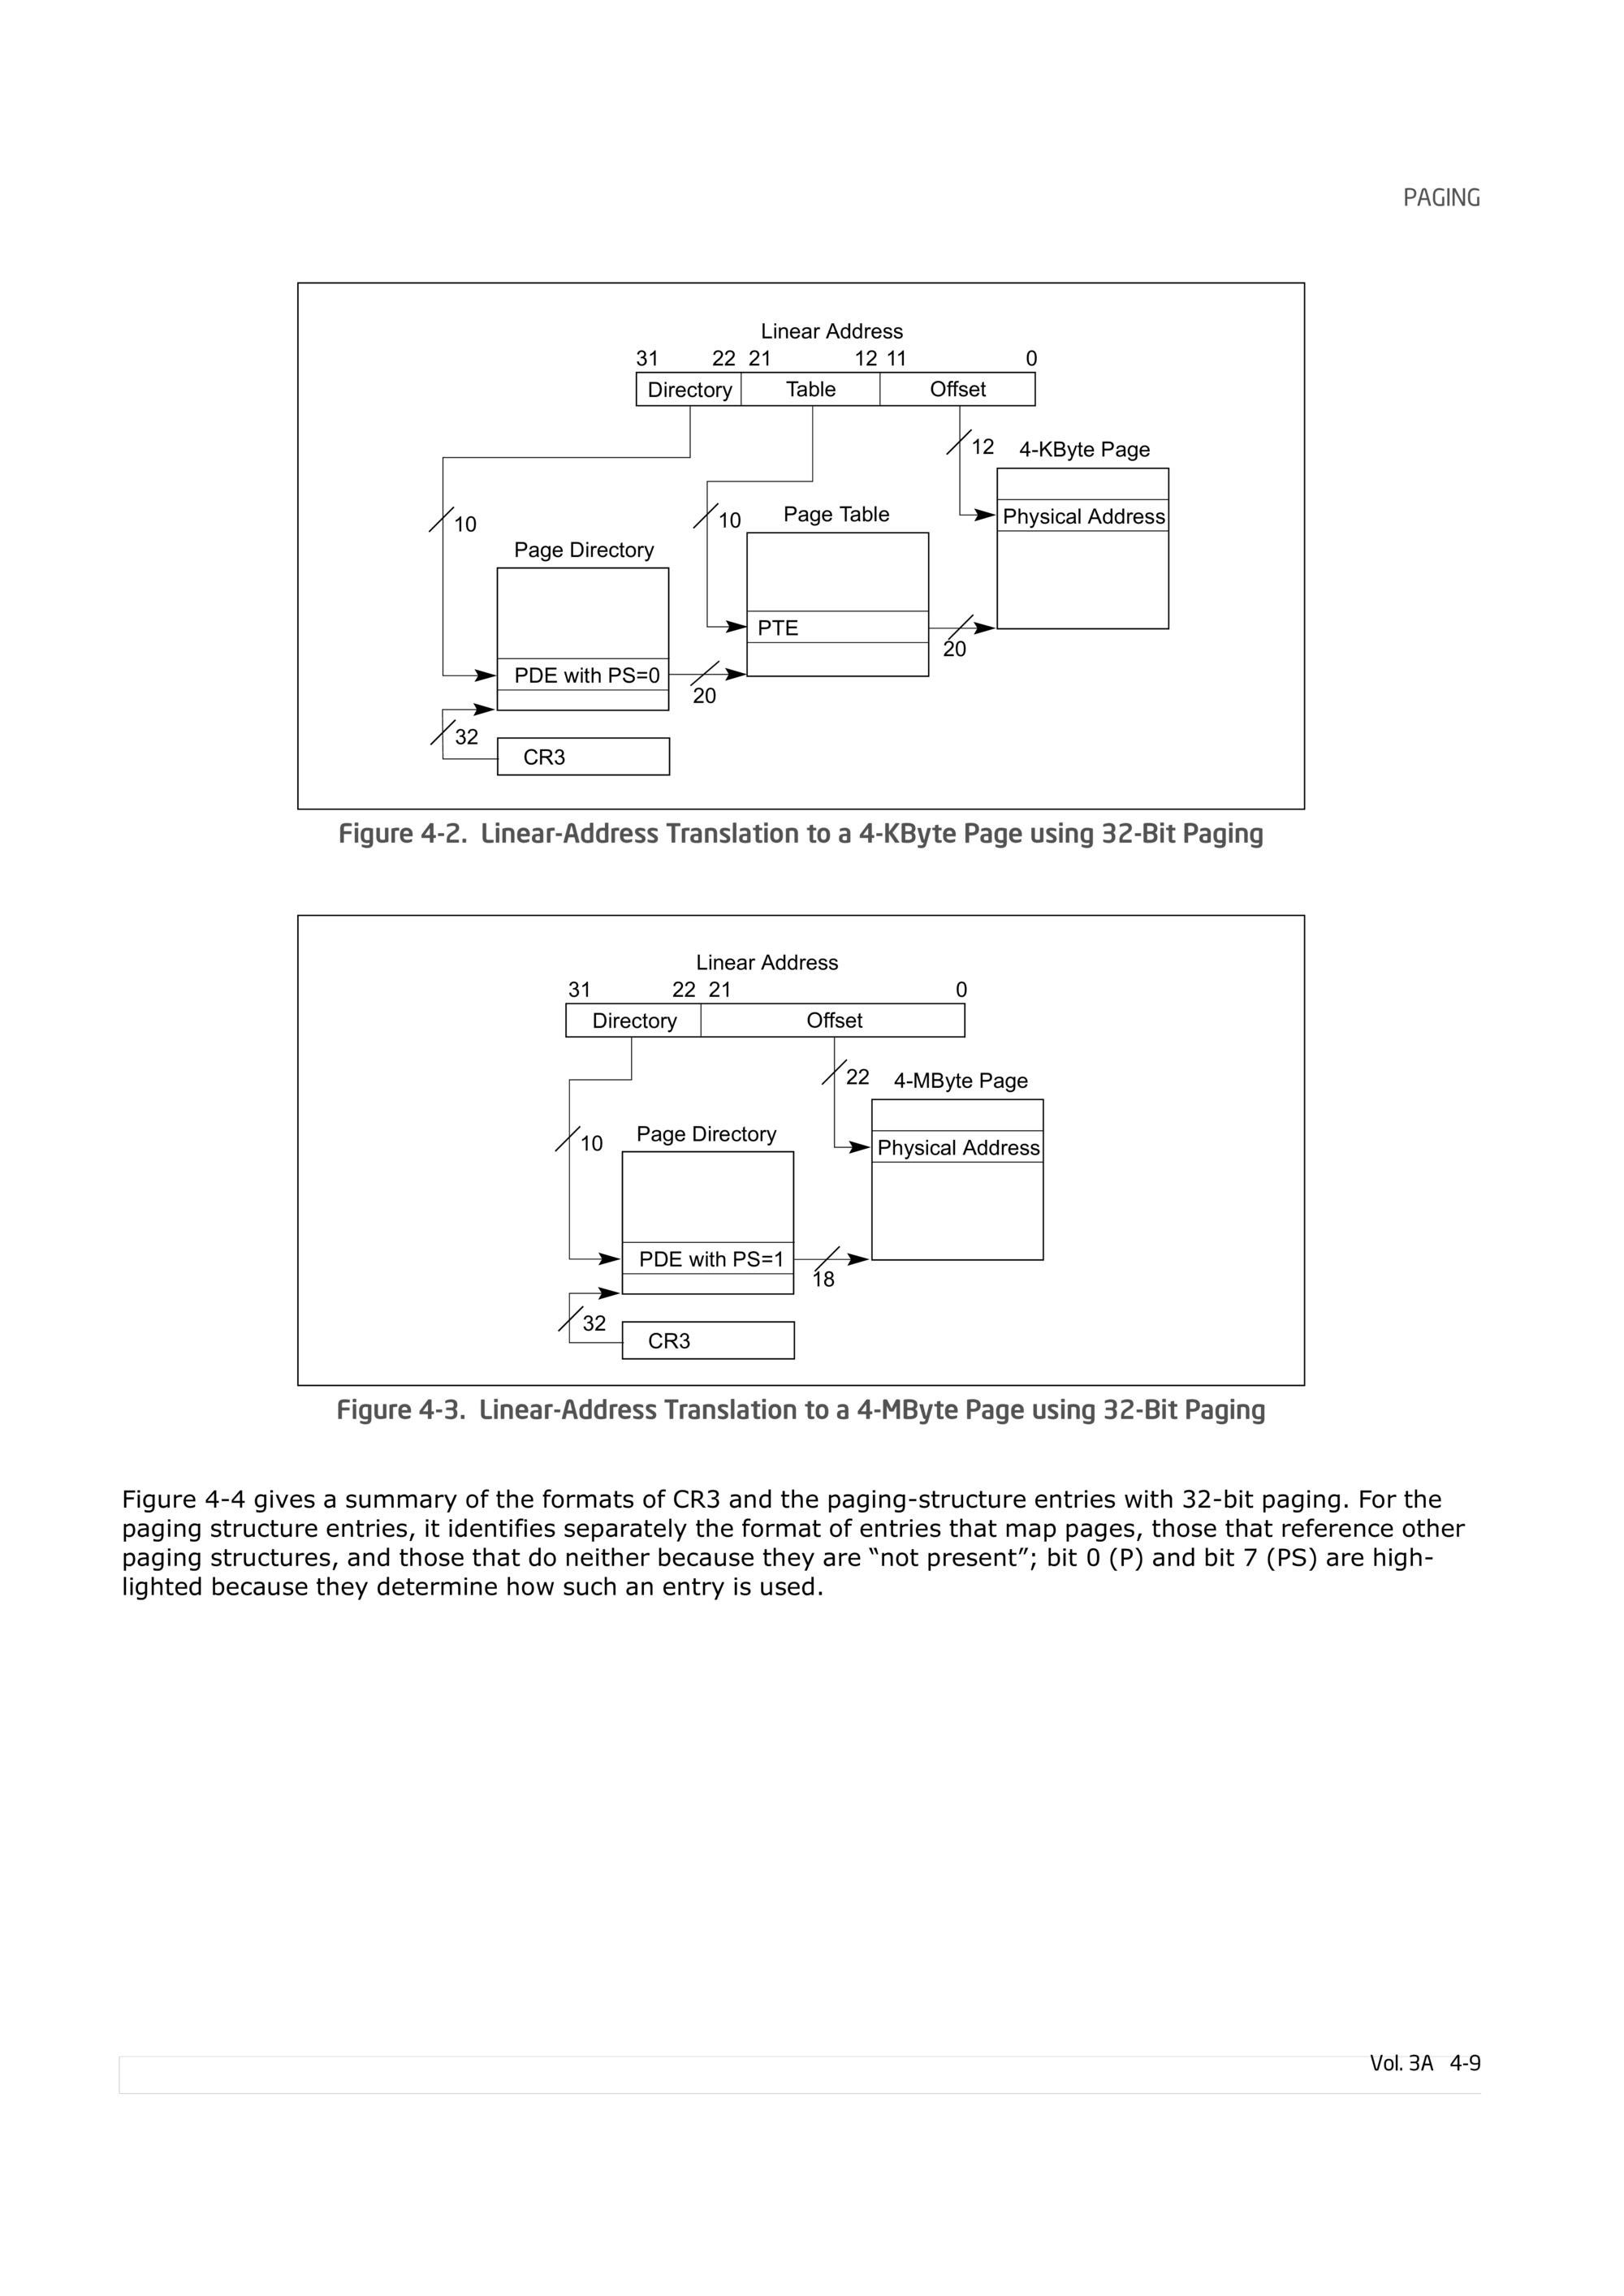 PAGING
Linear Address
31 22 21 12 11 0
Directory Table Offset
12 4-KByte Page
10 10 Page Table Physical Address
Page Directory
PTE
20
PDE with PS=0
20
32
CR3
Figure 4-2. Linear-Address Translation to a 4-KByte Page using 32-Bit Paging
Linear Address
31 22 21 0
Directory Offset
22 4-MByte Page
10 Page Directory Physical Address
PDE with PS=1
18
32
CR3
Figure 4-3. Linear-Address Translation to a 4-MByte Page using 32-Bit Paging
Figure 4-4 gives a summary of the formats of CR3 and the paging-structure entries with 32-bit paging. For the
paging structure entries, it identifies separately the format of entries that map pages, those that reference other
paging structures, and those that do neither because they are “not present”; bit 0 (P) and bit 7 (PS) are high-
lighted because they determine how such an entry is used.
Vol. 3A 4-9